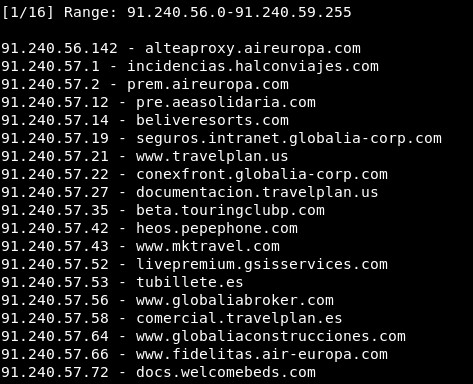 [1/16] Range: 91.240.56.0-91.240.59.255
91.240.56.142 - alteaproxy.aireuropa.com
91.240.57.1 - incidencias.halconviajes.com
91.240.57.2 - prem.aireuropa.com
91.240.57.12 - pre.aeasolidaria.com
91.240.57.14 - beliveresorts.com
91.240.57.19 - seguros.intranet.globalia-corp.com
91.240.57.21 - www.travelplan.us
91.240.57.22 - conexfront.globalia-corp.com
91.240.57.27 - documentacion.travelplan.us
91.240.57.35 - beta.touringclubp.com
91.240.57.42 - heos.pepephone.com
91.240.57.43 - www.mktravel.com
91.240.57.52 - livepremium.gsisservices.com
91.240.57.53 - tubillete.es
91.240.57.56 - www.globaliabroker.com
91.240.57.58 - comercial.travelplan.es
91.240.57.64 - www.globaliaconstrucciones.com
91.240.57.66 - www.fidelitas.air-europa.com
91.240.57.72 - docs.welcomebeds.com